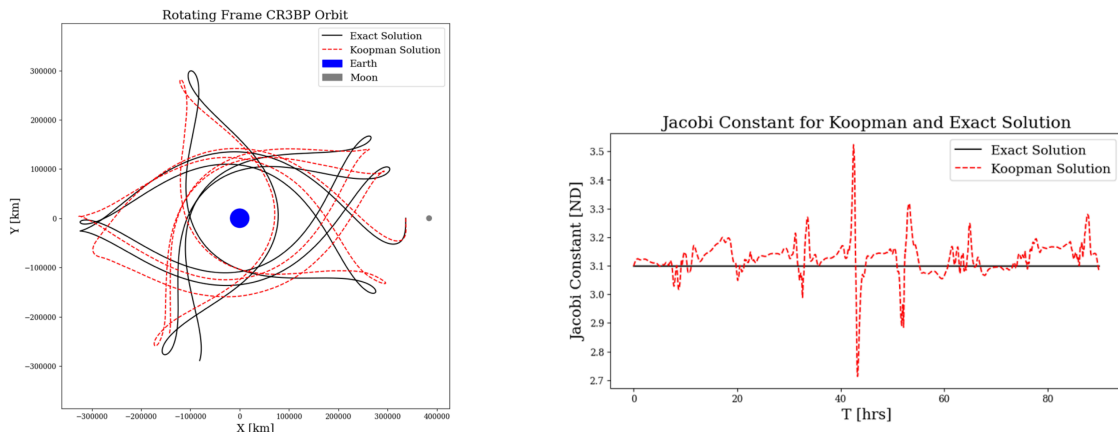 Rotating Frame CR3BP Orbit
Exact Solution
Koopman Solution
Earth
Moon
300000
200000
100000
0
−100000
−200000
−300000
Y [km]
−300000 −200000 −100000 0 100000 200000 300000 400000
X [km]
Jacobi Constant for Koopman and Exact Solution
Exact Solution
Koopman Solution
3.5
3.4
3.3
3.2
3.1
3.0
2.9
2.8
2.7
Jacobi Constant [ND]
0 20 40 60 80
T [hrs]